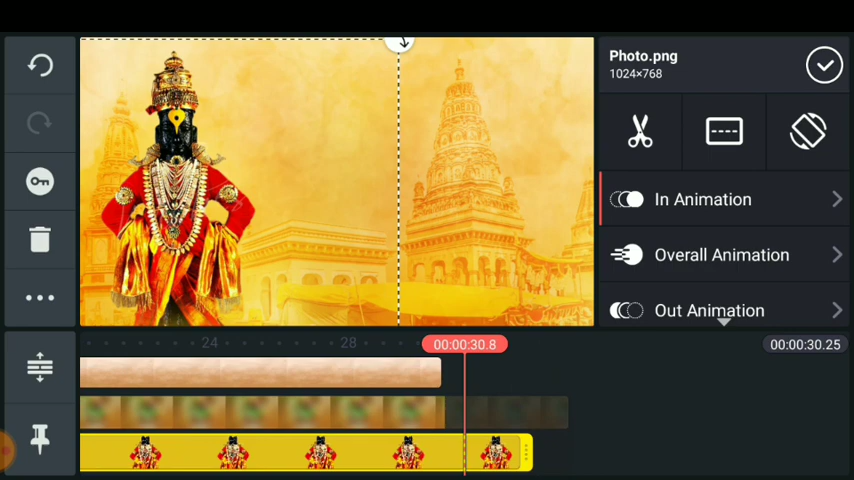 Photo.png
1024×768
In Animation
Overall Animation
Out Animation
24
28
00:00:30.8
00:00:30.25